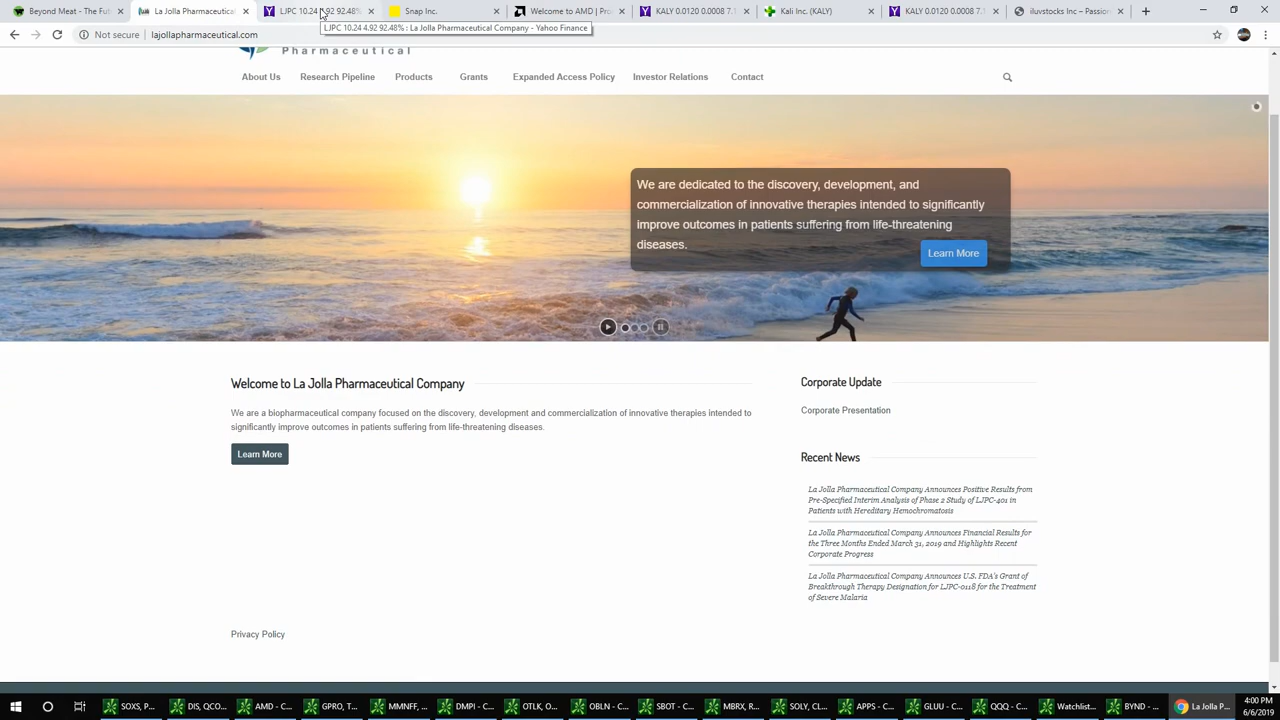 Beyond Meat - The Fu
La Jolla Pharmaceutical
LJPC 10.24 4.92 92.48%
Snap Inc.
Welcome to AMD | Pro
KALY 0.0120 0.0008 7.1
Kali Inc. (KALY)
KALY 0.0120 0.0008 7.1
iluvstocks – Passion
LJPC 10.24 4.92 92.48% : La Jolla Pharmaceutical Company - Yahoo Finance
Not secure | lajollapharmaceutical.com
Pharmaceutical
About Us
Research Pipeline
Products
Grants
Expanded Access Policy
Investor Relations
Contact
We are dedicated to the discovery, development, and
commercialization of innovative therapies intended to significantly
improve outcomes in patients suffering from life-threatening
diseases.
Learn More
Welcome to La Jolla Pharmaceutical Company
We are a biopharmaceutical company focused on the discovery, development and commercialization of innovative therapies intended to
significantly improve outcomes in patients suffering from life-threatening diseases.
Learn More
Corporate Update
Corporate Presentation
Recent News
La Jolla Pharmaceutical Company Announces Positive Results from
Pre-Specified Interim Analysis of Phase 2 Study of LJPC-401 in
Patients with Hereditary Hemochromatosis
La Jolla Pharmaceutical Company Announces Financial Results for
the Three Months Ended March 31, 2019 and Highlights Recent
Corporate Progress
La Jolla Pharmaceutical Company Announces U.S. FDA's Grant of
Breakthrough Therapy Designation for LJPC-0118 for the Treatment
of Severe Malaria
Privacy Policy
SOXS, P...
DIS, QCO...
AMD - C...
GPRO, T...
MMNFF, ...
DMPI - C...
OTLK, O...
OBLN - C...
SBOT - C...
MBRX, R...
SOLY, CL...
APPS - C...
GLUU - C...
QQQ - C...
Watchlist...
BYND - ...
La Jolla P...
4:00 PM
6/6/2019